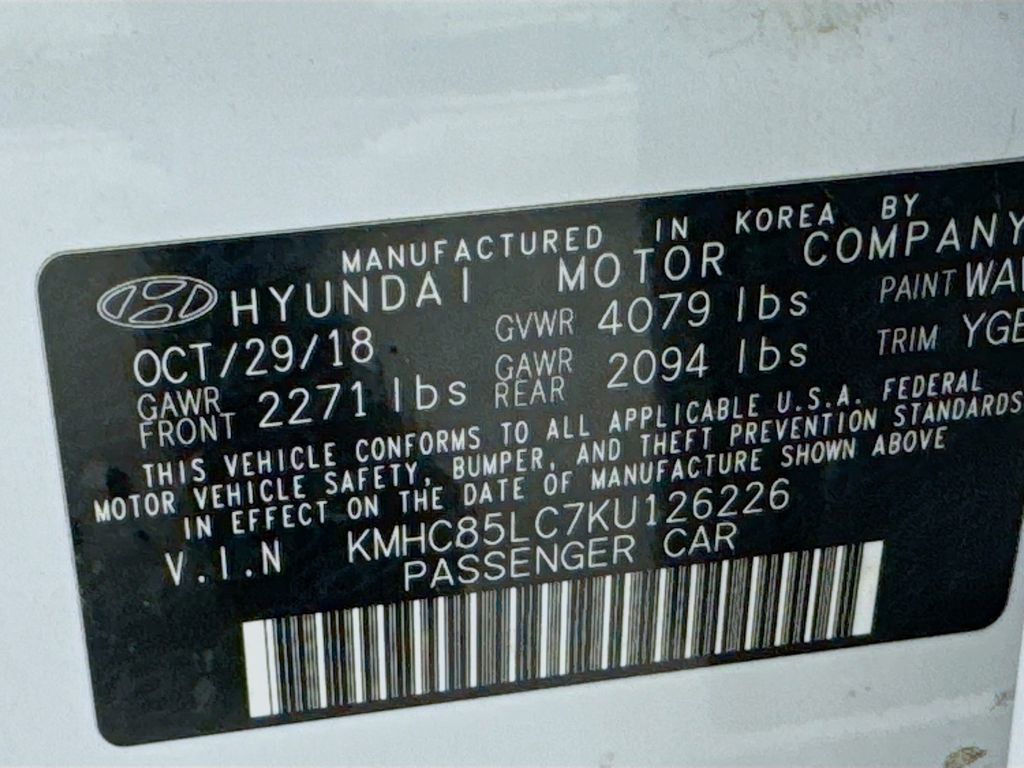 MANUFACTURED IN KOREA BY
HYUNDAI MOTOR COMPANY
OCT/29/18 GVWR 4079 lbs PAINT
GAWR FRONT 2271 lbs GAWR REAR 2094 lbs TRIM
THIS VEHICLE CONFORMS TO ALL APPLICABLE U.S.A. FEDERAL
MOTOR VEHICLE SAFETY, BUMPER, AND THEFT PREVENTION STANDARDS
IN EFFECT ON THE DATE OF MANUFACTURE SHOWN ABOVE
V.I.N KMHC85LC7KU126226
PASSENGER CAR